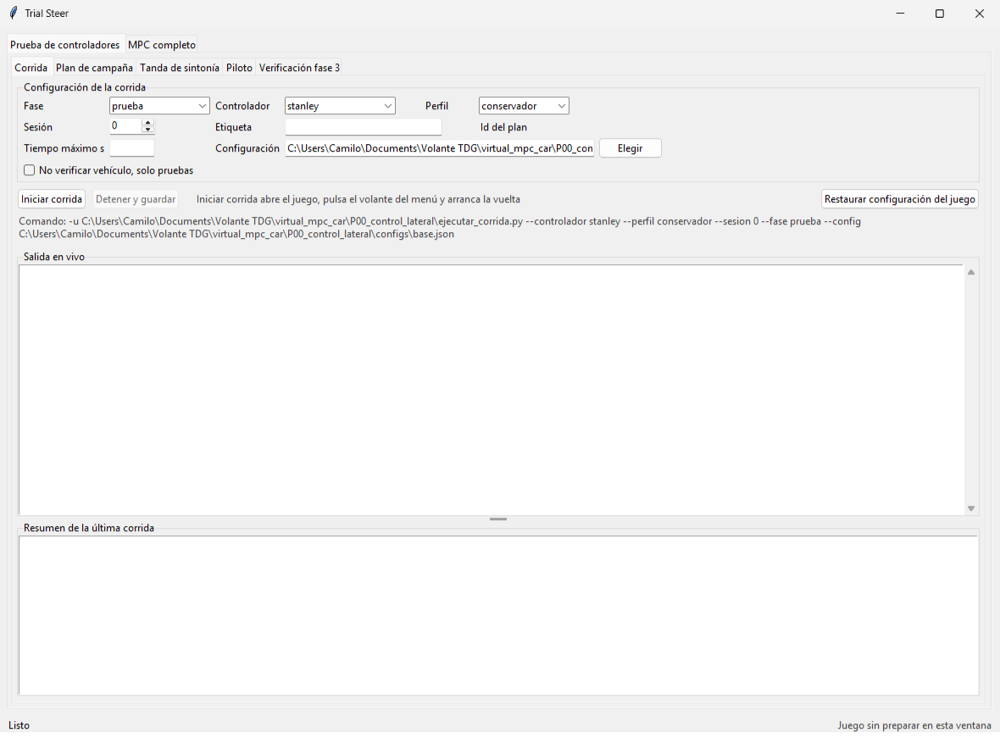 Trial Steer
Prueba de controladores MPC completo
Corrida Plan de campaña Tanda de sintonía Piloto Verificación fase 3
Configuración de la corrida
Fase prueba Controlador stanley Perfil conservador
Sesión 0 Etiqueta Id del plan
Tiempo máximo s Configuración C:\Users\Camilo\Documents\Volante TDG\virtual_mpc_car\P00_con Elegir
No verificar vehículo, solo pruebas
Iniciar corrida Detener y guardar Iniciar corrida abre el juego, pulsa el volante del menú y arranca la vuelta Restaurar configuración del juego
Comando: -u C:\Users\Camilo\Documents\Volante TDG\virtual_mpc_car\P00_control_lateral\ejecutar_corrida.py --controlador stanley --perfil conservador --sesion 0 --fase prueba --config
C:\Users\Camilo\Documents\Volante TDG\virtual_mpc_car\P00_control_lateral\configs\base.json
Salida en vivo
Resumen de la última corrida
Listo Juego sin preparar en esta ventana